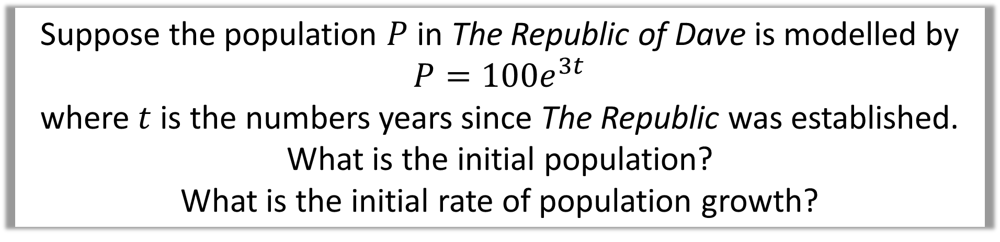 Suppose the population P in The Republic of Dave is modelled by
P = 100e^{3t}
where t is the numbers years since The Republic was established.
What is the initial population?
What is the initial rate of population growth?